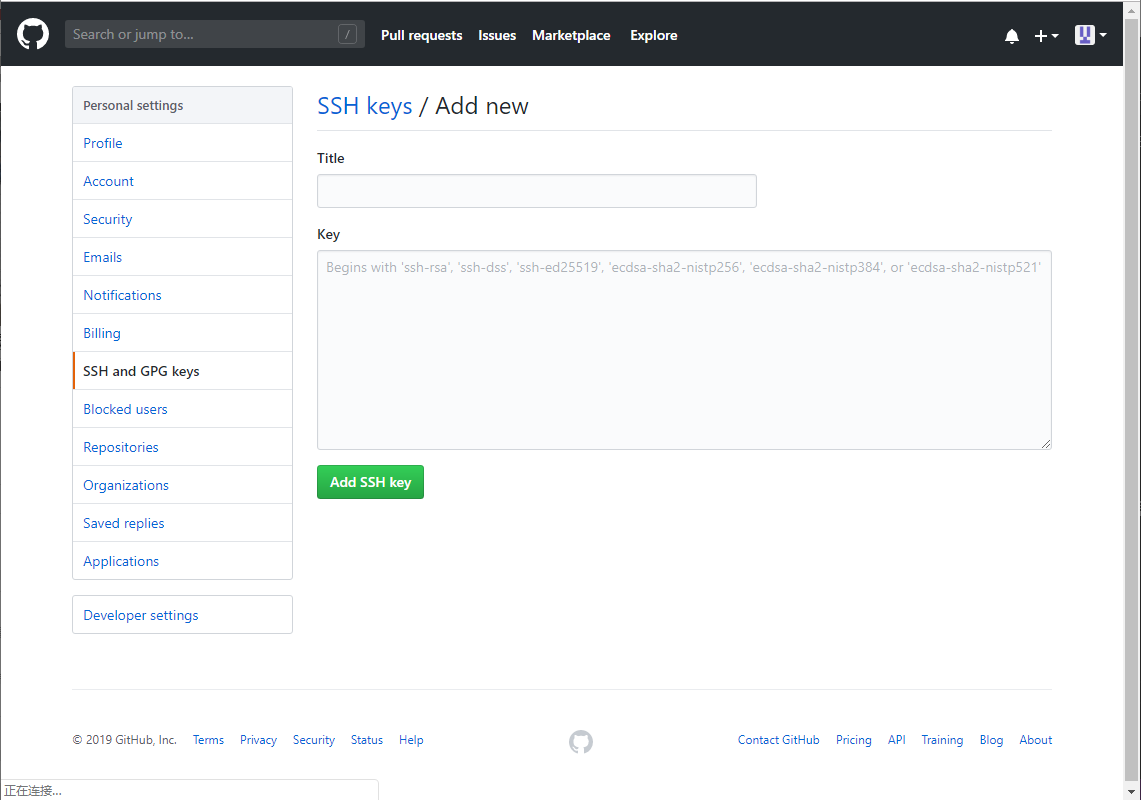 Search or jump to...
/
Pull requests Issues Marketplace Explore
Personal settings
Profile
Account
Security
Emails
Notifications
Billing
SSH and GPG keys
Blocked users
Repositories
Organizations
Saved replies
Applications
Developer settings
SSH keys / Add new
Title
Key
Begins with 'ssh-rsa', 'ssh-dss', 'ssh-ed25519', 'ecdsa-sha2-nistp256', 'ecdsa-sha2-nistp384', or 'ecdsa-sha2-nistp521'
Add SSH key
© 2019 GitHub, Inc. Terms Privacy Security Status Help
Contact GitHub Pricing API Training Blog About
正在连接...